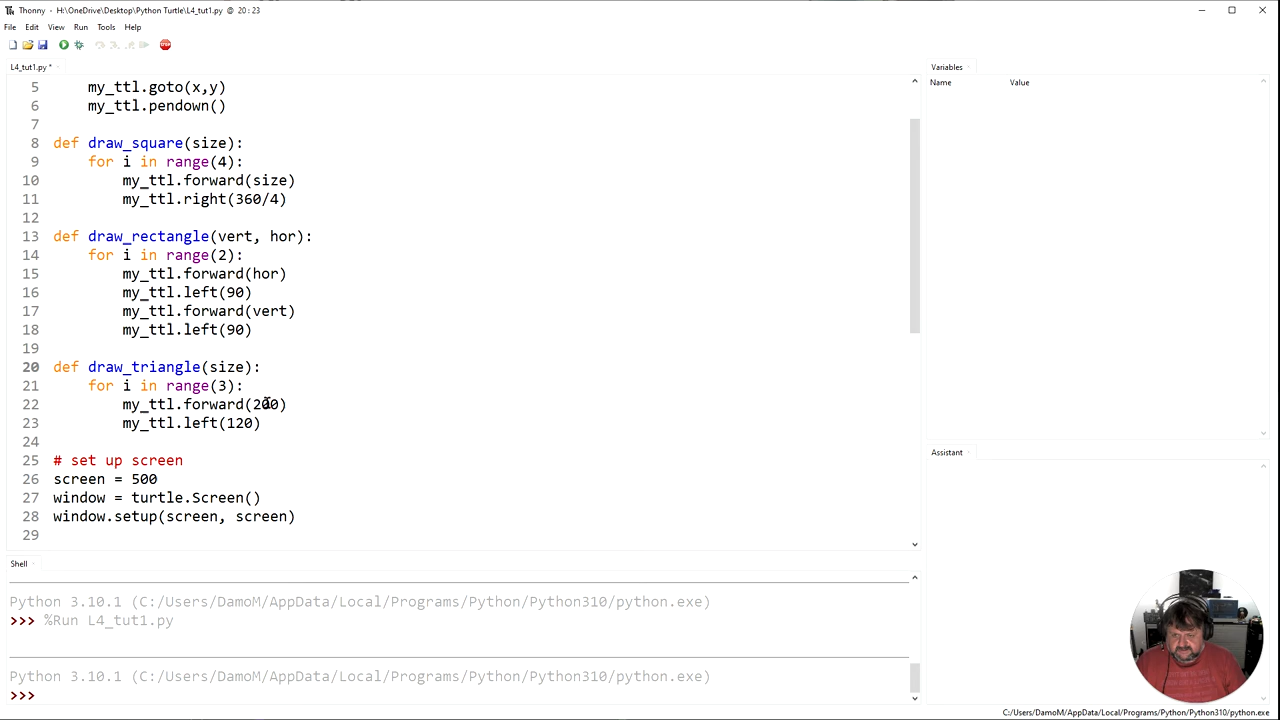 Thonny - H:\OneDrive\Desktop\Python Turtle\L4_tut1.py @ 20:23
File Edit View Run Tools Help
STOP
L4_tut1.py *
5 my_ttl.goto(x,y)
6 my_ttl.pendown()
7
8 def draw_square(size):
9 for i in range(4):
10 my_ttl.forward(size)
11 my_ttl.right(360/4)
12
13 def draw_rectangle(vert, hor):
14 for i in range(2):
15 my_ttl.forward(hor)
16 my_ttl.left(90)
17 my_ttl.forward(vert)
18 my_ttl.left(90)
19
20 def draw_triangle(size):
21 for i in range(3):
22 my_ttl.forward(200)
23 my_ttl.left(120)
24
25 # set up screen
26 screen = 500
27 window = turtle.Screen()
28 window.setup(screen, screen)
29
Variables
Name Value
Assistant
Shell
Python 3.10.1 (C:/Users/DamoM/AppData/Local/Programs/Python/Python310/python.exe)
>>> %Run L4_tut1.py
Python 3.10.1 (C:/Users/DamoM/AppData/Local/Programs/Python/Python310/python.exe)
>>>
C:/Users/DamoM/AppData/Local/Programs/Python/Python310/python.exe